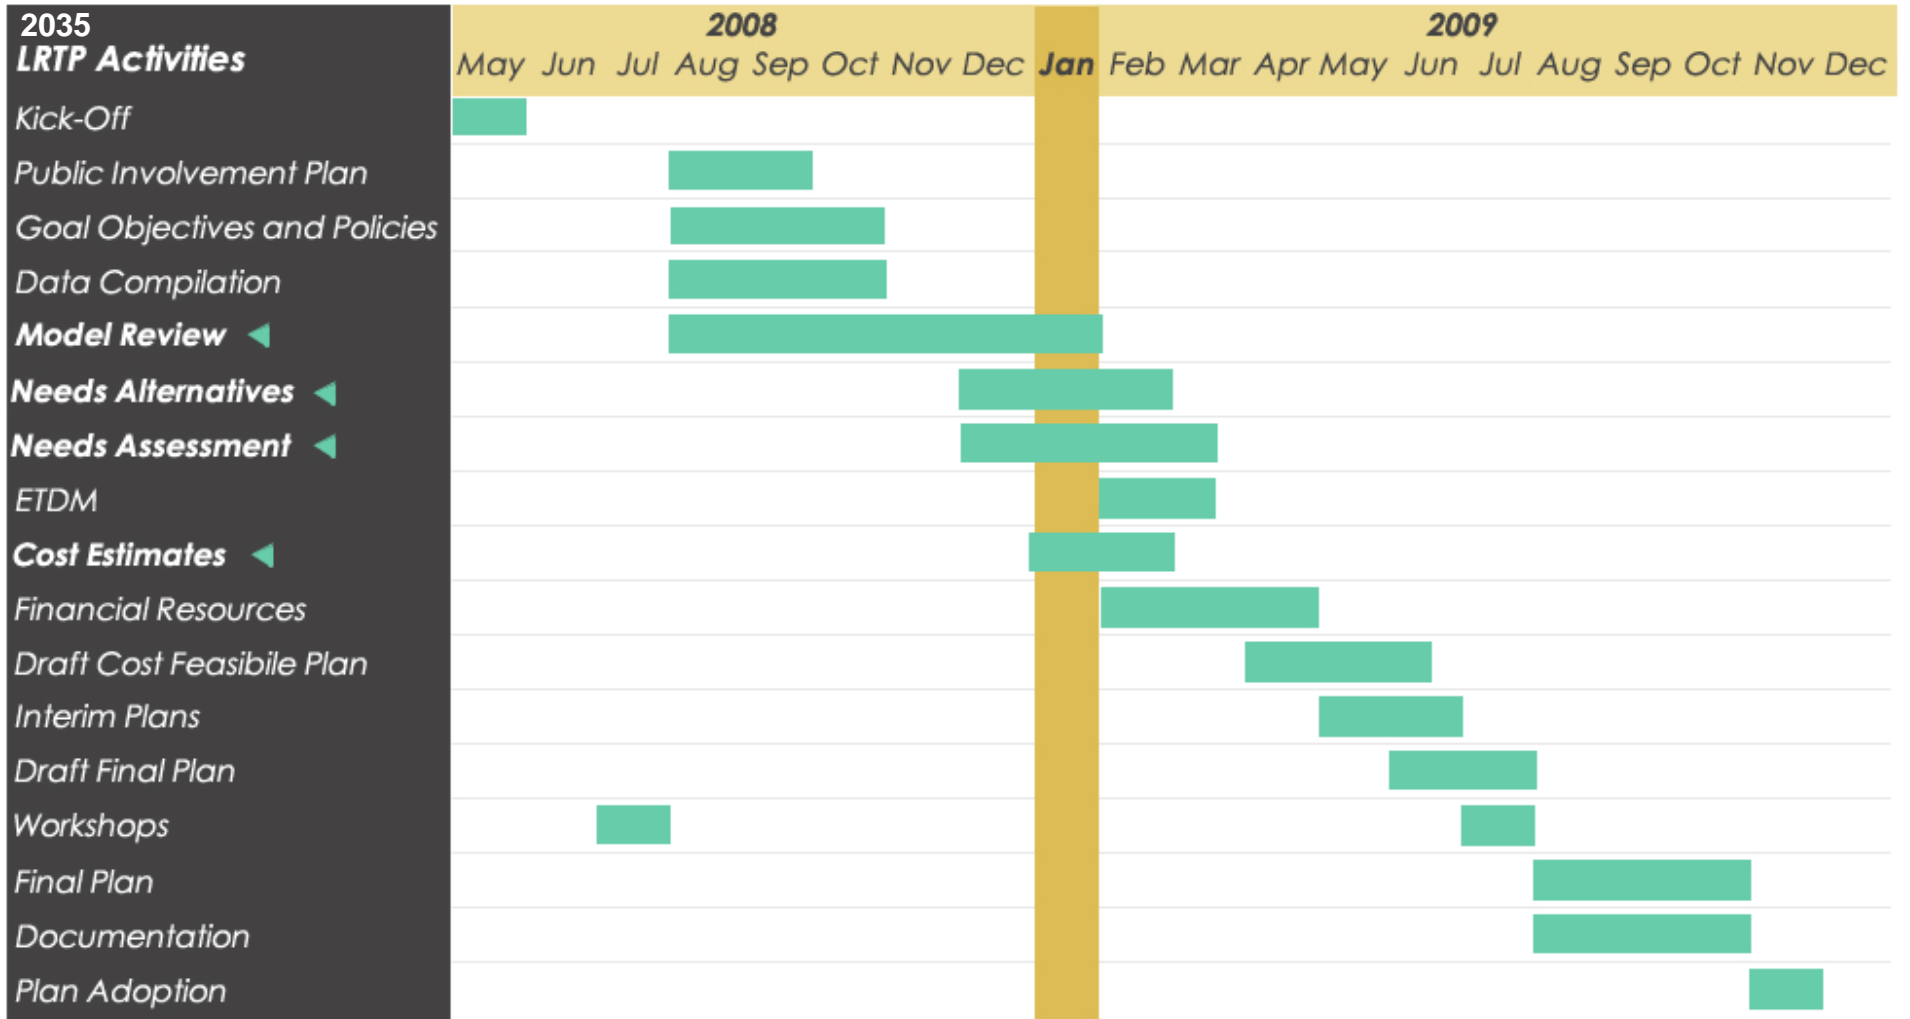 2035
LRTP Activities
2008
2009
May Jun Jul Aug Sep Oct Nov Dec Jan Feb Mar Apr May Jun Jul Aug Sep Oct Nov Dec
Kick-Off
Public Involvement Plan
Goal Objectives and Policies
Data Compilation
Model Review
Needs Alternatives
Needs Assessment
ETDM
Cost Estimates
Financial Resources
Draft Cost Feasibile Plan
Interim Plans
Draft Final Plan
Workshops
Final Plan
Documentation
Plan Adoption